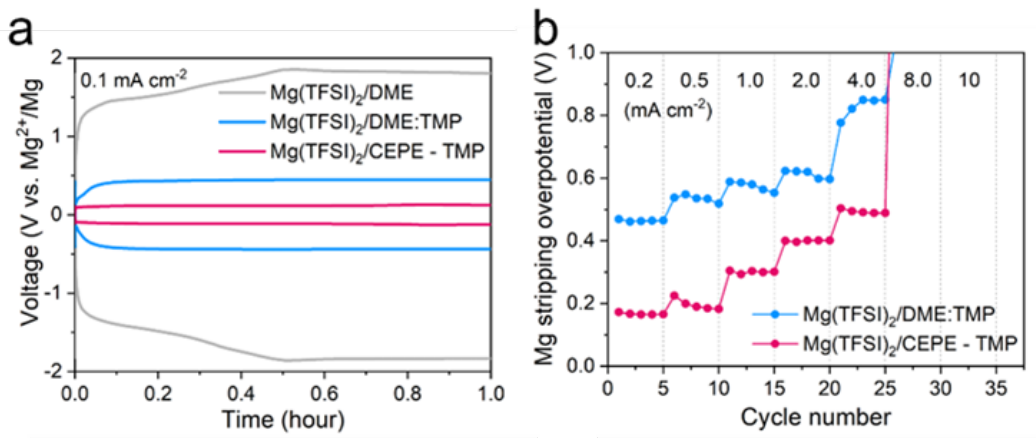 a
0.1 mA cm⁻²
Mg(TFSI)₂/DME
Mg(TFSI)₂/DME:TMP
Mg(TFSI)₂/CEPE - TMP
Voltage (V vs. Mg²⁺/Mg)
2
1
0
-1
-2
0.0 0.2 0.4 0.6 0.8 1.0
Time (hour)
b
0.2 0.5 1.0 2.0 4.0 8.0 10
(mA cm⁻²)
Mg stripping overpotential (V)
1.0
0.8
0.6
0.4
0.2
0.0
Mg(TFSI)₂/DME:TMP
Mg(TFSI)₂/CEPE - TMP
0 5 10 15 20 25 30 35
Cycle number